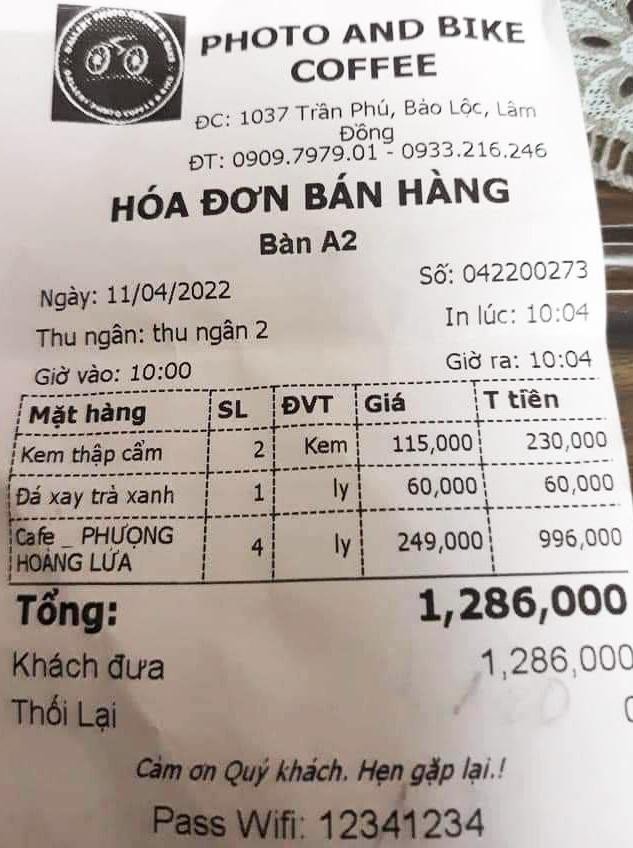 PHOTO AND BIKE
COFFEE
ĐC: 1037 Trần Phú, Bảo Lộc, Lâm
Đồng
ĐT: 0909.7979.01 - 0933.216.246
HÓA ĐƠN BÁN HÀNG
Bàn A2
Ngày: 11/04/2022 Số: 042200273
Thu ngân: thu ngân 2 In lúc: 10:04
Giờ vào: 10:00 Giờ ra: 10:04
Mặt hàng SL ĐVT Giá T tiền
Kem thập cẩm 2 Kem 115,000 230,000
Đá xay trà xanh 1 ly 60,000 60,000
Cafe _ PHƯỢNG
HOÀNG LỬA 4 ly 249,000 996,000
Tổng: 1,286,000
Khách đưa 1,286,000
Thối Lại 0
Cảm ơn Quý khách. Hẹn gặp lại.!
Pass Wifi: 12341234